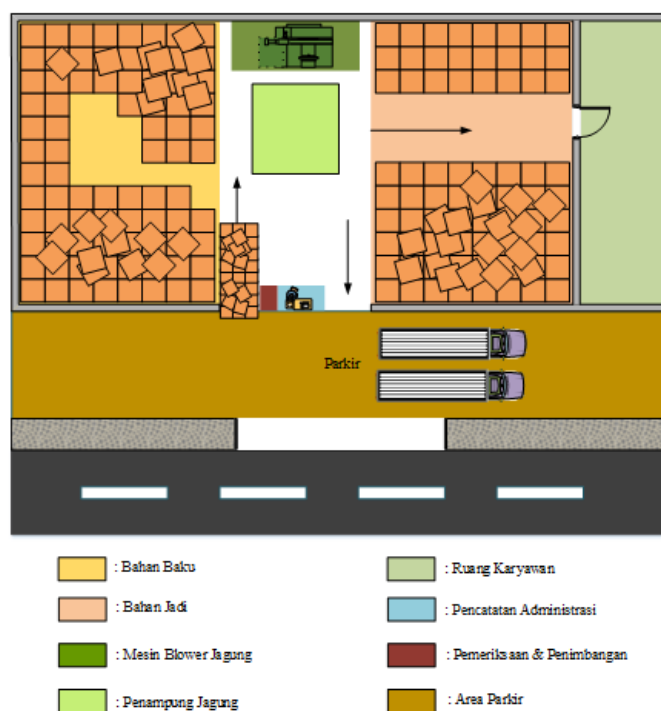 Parkir
: Bahan Baku
: Ruang Karyawan
: Bahan Jadi
: Pencatatan Administrasi
: Mesin Blower Jagung
: Pemeriksaan & Penimbangan
: Penampung Jagung
: Area Parkir